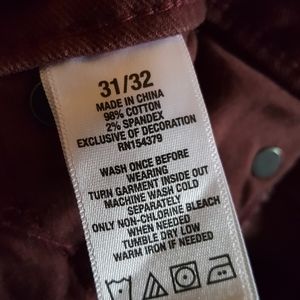 31/32
MADE IN CHINA
98% COTTON
2% SPANDEX
EXCLUSIVE OF DECORATION
RN154379
WASH ONCE BEFORE
WEARING
TURN GARMENT INSIDE OUT
MACHINE WASH COLD
SEPARATELY
ONLY NON-CHLORINE BLEACH
WHEN NEEDED
TUMBLE DRY LOW
WARM IRON IF NEEDED